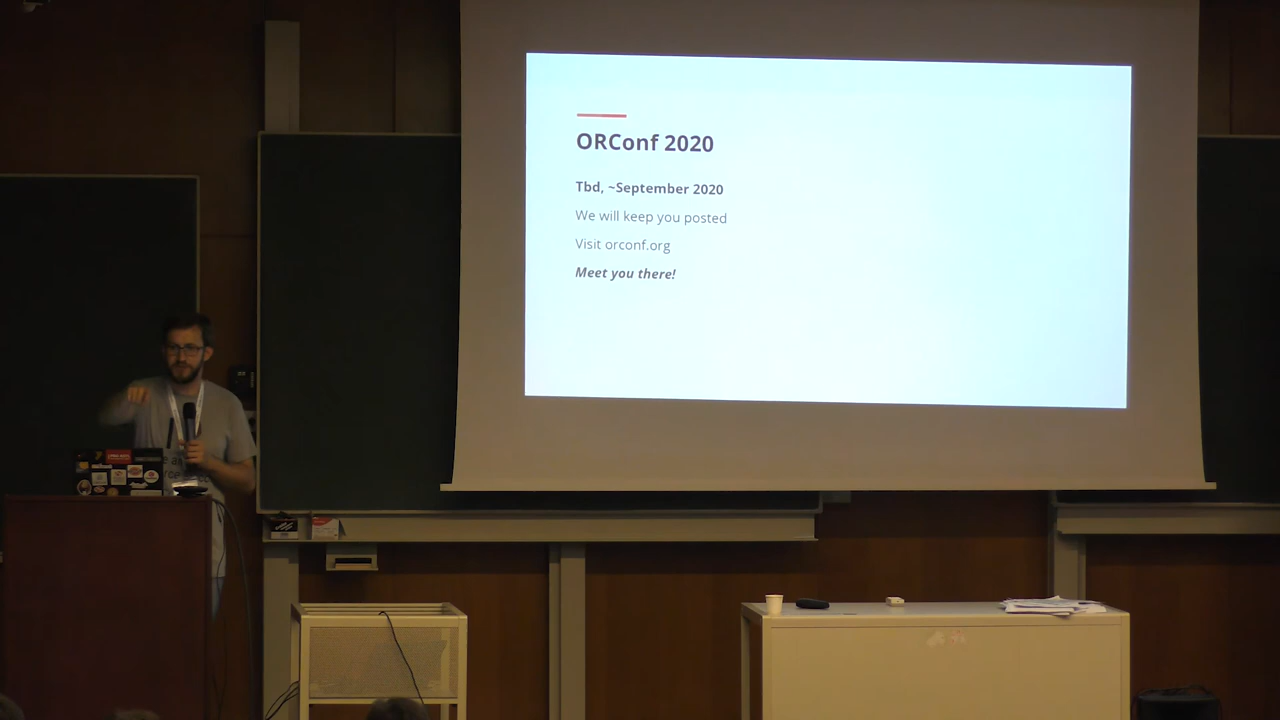 ORConf 2020
Tbd, ~September 2020
We will keep you posted
Visit orconf.org
Meet you there!